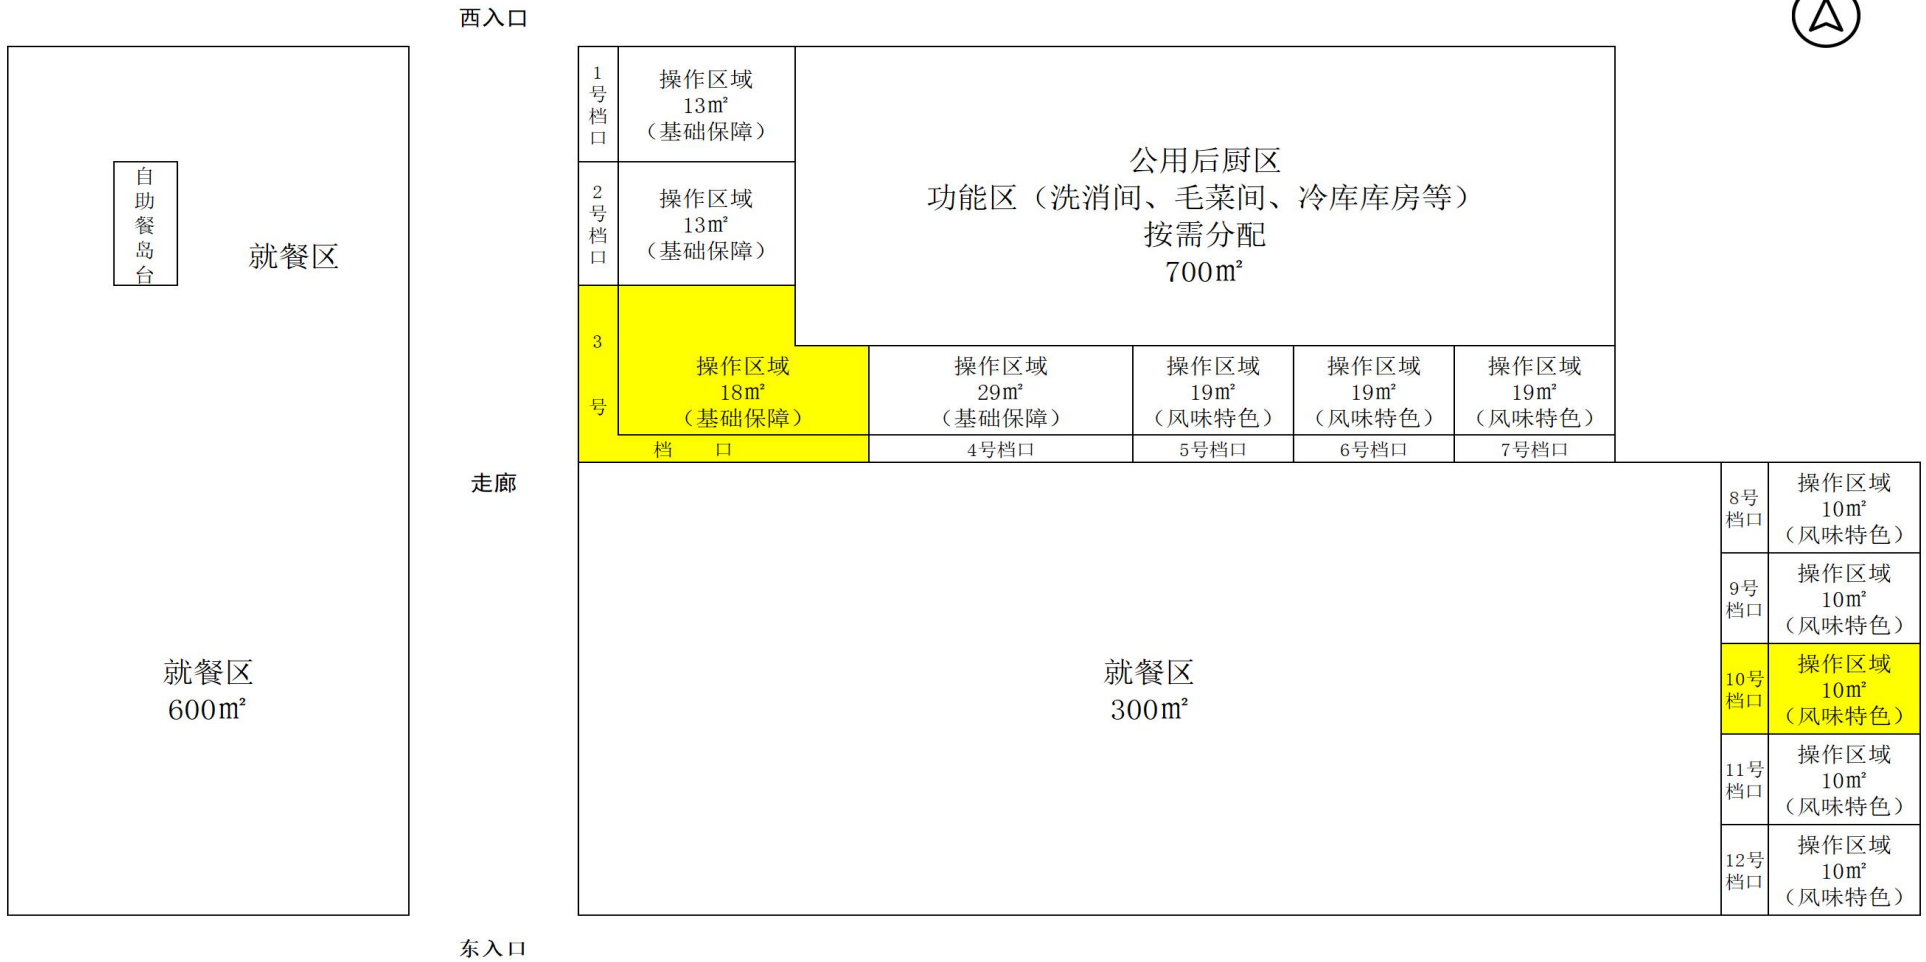 西入口
自助餐岛台
就餐区
就餐区
600㎡
走廊
东入口
1号档口
操作区域
13㎡
（基础保障）
2号档口
操作区域
13㎡
（基础保障）
3号档口
操作区域
18㎡
（基础保障）
公用后厨区
功能区（洗消间、毛菜间、冷库库房等）
按需分配
700㎡
操作区域
29㎡
（基础保障）
4号档口
操作区域
19㎡
（风味特色）
5号档口
操作区域
19㎡
（风味特色）
6号档口
操作区域
19㎡
（风味特色）
7号档口
就餐区
300㎡
8号
档口
操作区域
10㎡
（风味特色）
9号
档口
操作区域
10㎡
（风味特色）
10号
档口
操作区域
10㎡
（风味特色）
11号
档口
操作区域
10㎡
（风味特色）
12号
档口
操作区域
10㎡
（风味特色）